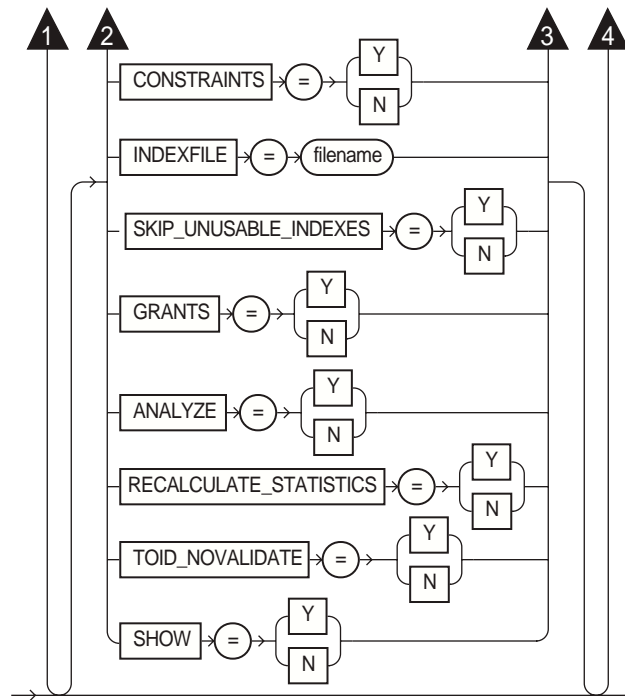 1 2 3 4
CONSTRAINTS = Y
N
INDEXFILE = filename
SKIP_UNUSABLE_INDEXES = Y
N
GRANTS = Y
N
ANALYZE = Y
N
RECALCULATE_STATISTICS = Y
N
TOID_NOVALIDATE = Y
N
SHOW = Y
N